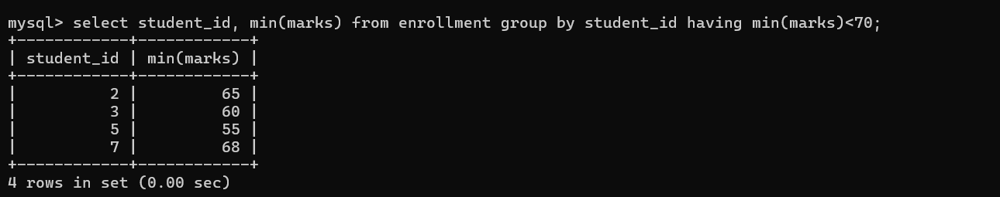 mysql> select student_id, min(marks) from enrollment group by student_id having min(marks)<70;
+------------+------------+
| student_id | min(marks) |
+------------+------------+
|          2 |         65 |
|          3 |         60 |
|          5 |         55 |
|          7 |         68 |
+------------+------------+
4 rows in set (0.00 sec)